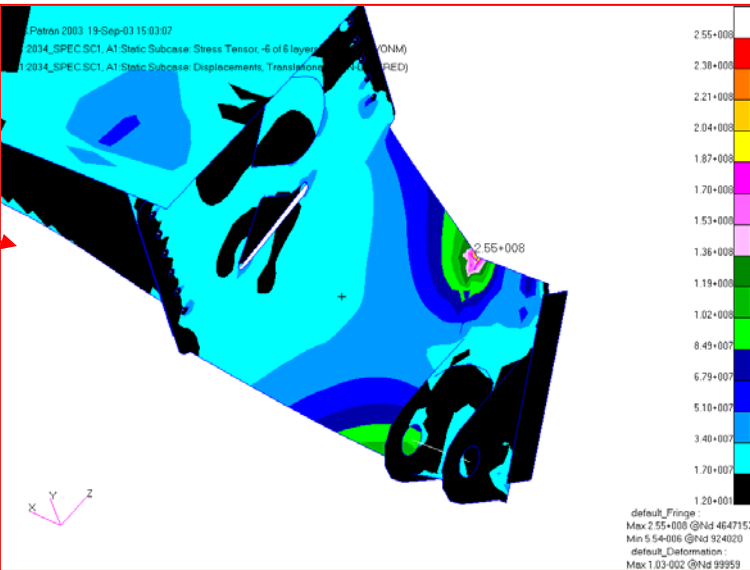 Patran 2003 19-Sep-03 15:03:07
2034_SPEC.SC1, A1:Static Subcase: Stress Tensor, -6 of 6 layers
2034_SPEC.SC1, A1:Static Subcase: Displacements, Translationa
2.55+008
2.38+008
2.21+008
2.04+008
1.87+008
1.70+008
1.53+008
1.36+008
1.19+008
1.02+008
8.49+007
6.79+007
5.10+007
3.40+007
1.70+007
1.20+001
2.55+008
X Y Z
default_Fringe :
Max 2.55+008 @Nd 4647157
Min 5.54-006 @Nd 924020
default_Deformation :
Max 1.03-002 @Nd 99959